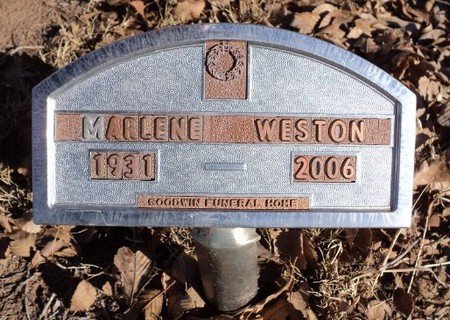 MARLENE WESTON
1931 — 2006
GOODWIN FUNERAL HOME